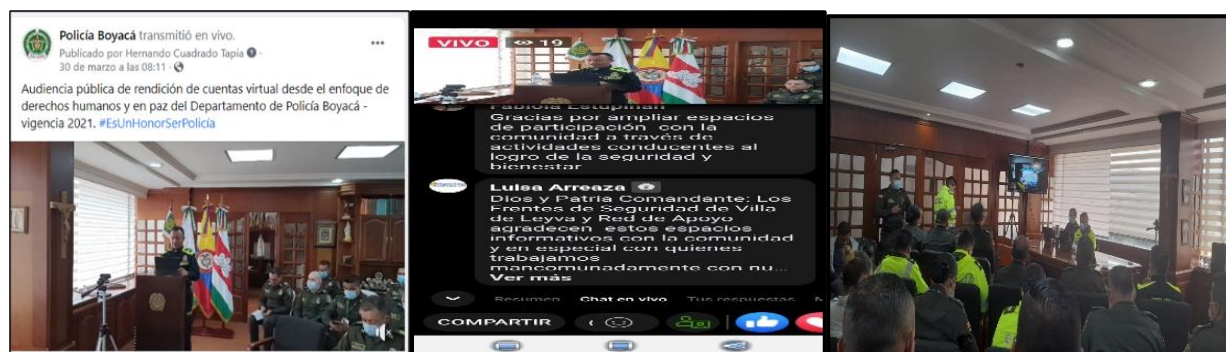 Policía Boyacá transmitió en vivo.
Publicado por Hernando Cuadrado Tapia
30 de marzo a las 08:11 ·
Audiencia pública de rendición de cuentas virtual desde el enfoque de
derechos humanos y en paz del Departamento de Policía Boyacá -
vigencia 2021. #EsUnHonorSerPolicía
VIVO 19
Fabiola Estupiñan
Gracias por ampliar espacios
de participación con la
comunidad a través de
actividades conducentes al
logro de la seguridad y
bienestar
Luisa Arreaza
Dios y Patria Comandante: Los
Frentes de Seguridad de Villa
de Leyva y Red de Apoyo
agradecen estos espacios
informativos con la comunidad
y en especial con quienes
trabajamos
mancomunadamente con nu...
Ver más
Resumen Chat en vivo Tus respuestas
COMPARTIR